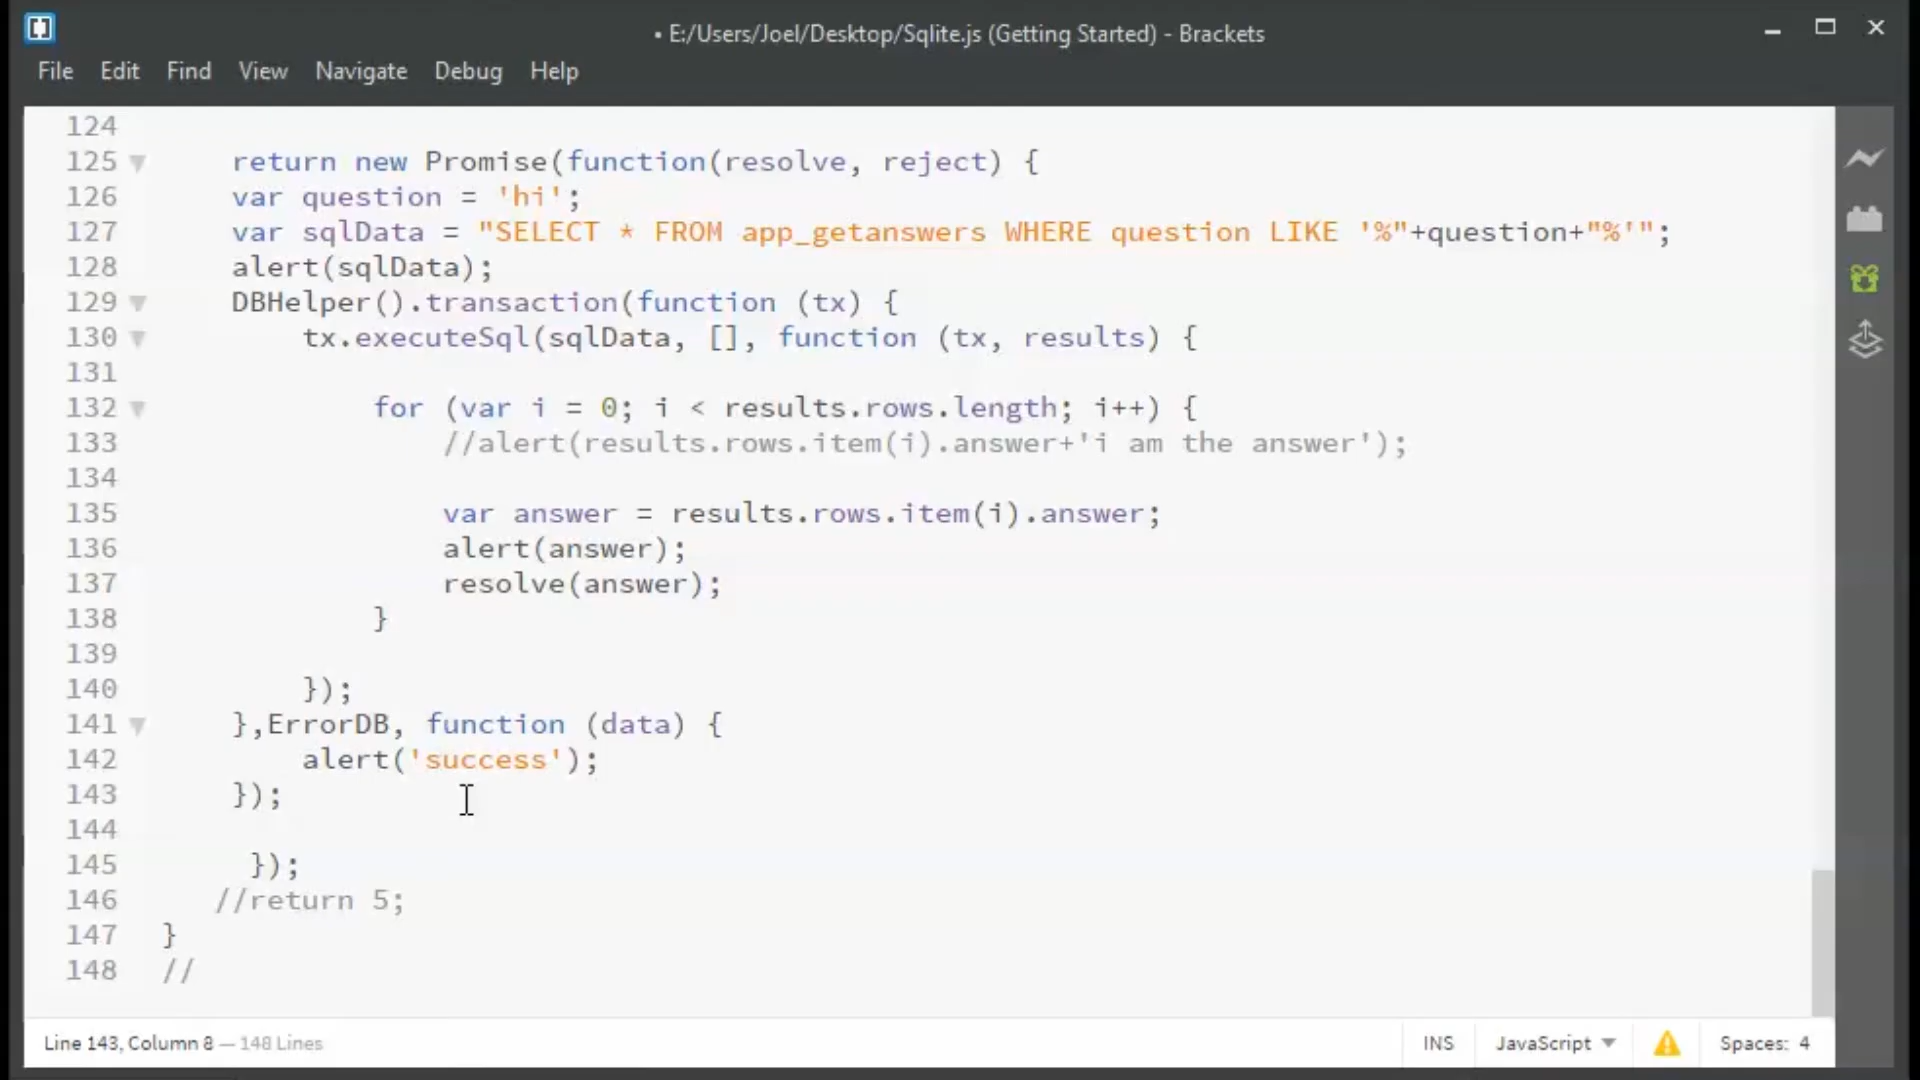 • E:/Users/Joel/Desktop/Sqlite.js (Getting Started) - Brackets
File Edit Find View Navigate Debug Help
124
125 return new Promise(function(resolve, reject) {
126 var question = 'hi';
127 var sqlData = "SELECT * FROM app_getanswers WHERE question LIKE '%"+question+"%'";
128 alert(sqlData);
129 DBHelper().transaction(function (tx) {
130 tx.executeSql(sqlData, [], function (tx, results) {
131
132 for (var i = 0; i < results.rows.length; i++) {
133 //alert(results.rows.item(i).answer+'i am the answer');
134
135 var answer = results.rows.item(i).answer;
136 alert(answer);
137 resolve(answer);
138 }
139
140 });
141 },ErrorDB, function (data) {
142 alert('success');
143 });
144
145 });
146 //return 5;
147 }
148 //
Line 143, Column 8 — 148 Lines INS JavaScript Spaces: 4